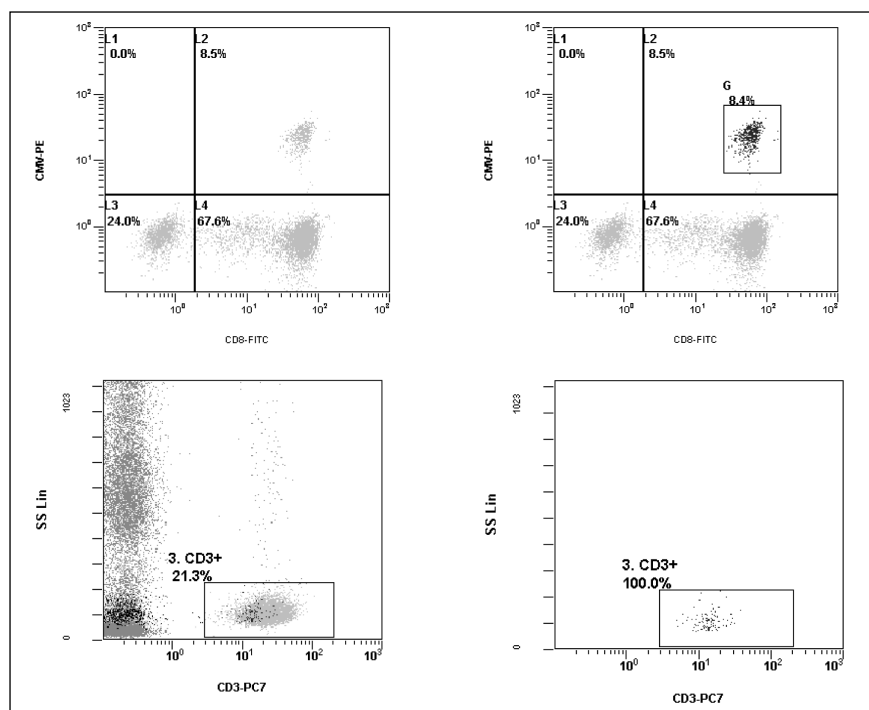 L1
0.0%
L2
8.5%
L3
24.0%
L4
67.6%
10³
10²
10¹
10⁰
CMV-PE
10⁰
10¹
10²
10³
CD8-FITC
L1
0.0%
L2
8.5%
G
8.4%
L3
24.0%
L4
67.6%
10³
10²
10¹
10⁰
CMV-PE
10⁰
10¹
10²
10³
CD8-FITC
1023
0
SS Lin
3. CD3+
21.3%
10⁰
10¹
10²
10³
CD3-PC7
1023
0
SS Lin
3. CD3+
100.0%
10⁰
10¹
10²
10³
CD3-PC7